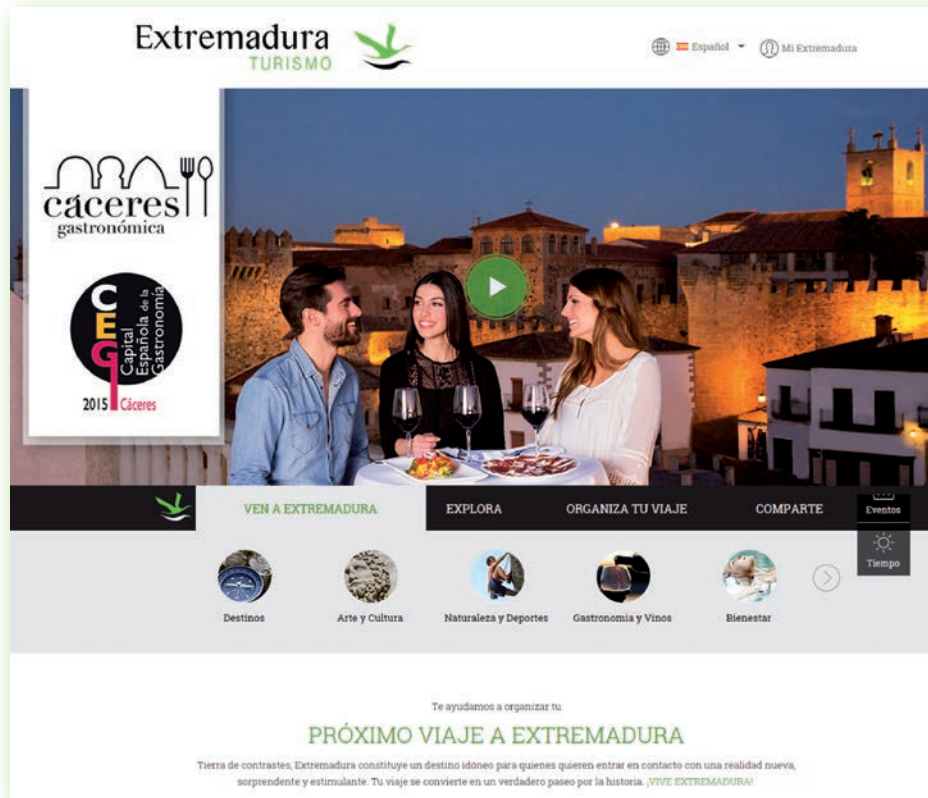 Extremadura
TURISMO
Español
Mi Extremadura
cáceres
gastronómica
CEG
Capital
Española de la
Gastronomía
2015 Cáceres
VEN A EXTREMADURA
EXPLORA
ORGANIZA TU VIAJE
COMPARTE
Eventos
Tiempo
Destinos
Arte y Cultura
Naturaleza y Deportes
Gastronomía y Vinos
Bienestar
Te ayudamos a organizar tu
PRÓXIMO VIAJE A EXTREMADURA
Tierra de contrastes, Extremadura constituye un destino idóneo para quienes quieren entrar en contacto con una realidad nueva,
sorprendente y estimulante. Tu viaje se convierte en un verdadero paseo por la historia. ¡VIVE EXTREMADURA!